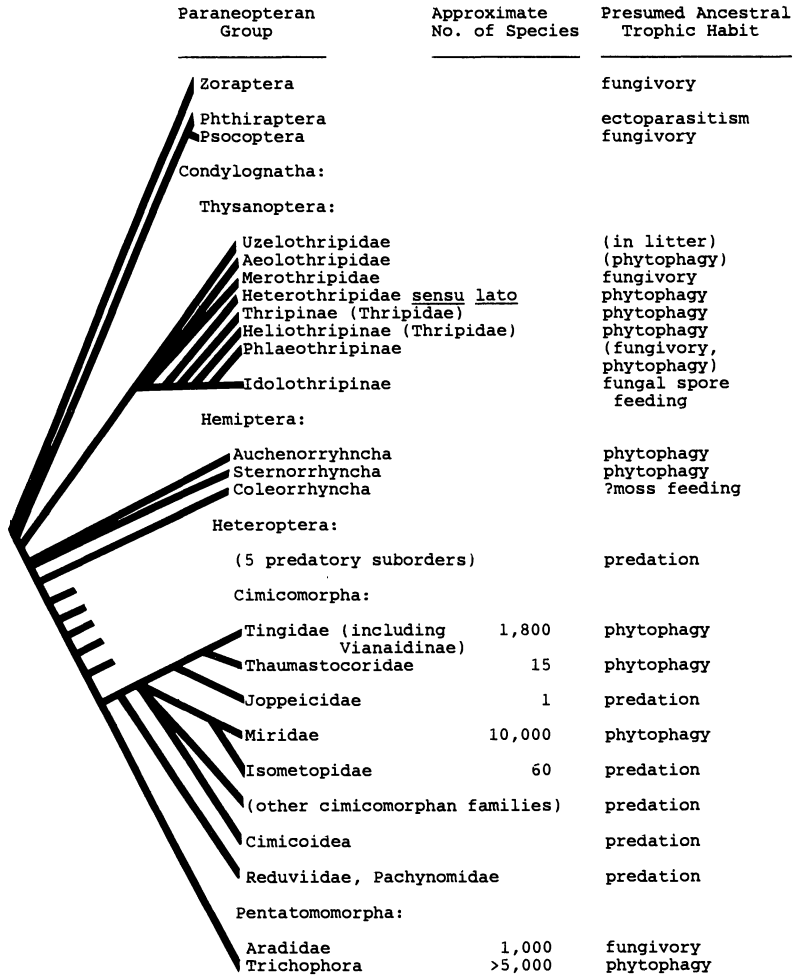 Paraneopteran Approximate Presumed Ancestral
Group No. of Species Trophic Habit
Zoraptera fungivory
Phthiraptera ectoparasitism
Psocoptera fungivory
Condylognatha:
Thysanoptera:
Uzelothripidae (in litter)
Aeolothripidae (phytophagy)
Merothripidae fungivory
Heterothripidae sensu lato phytophagy
Thripinae (Thripidae) phytophagy
Heliothripinae (Thripidae) phytophagy
Phlaeothripinae (fungivory,
phytophagy)
Idolothripinae fungal spore
feeding
Hemiptera:
Auchenorryhncha phytophagy
Sternorrhyncha phytophagy
Coleorrhyncha ?moss feeding
Heteroptera:
(5 predatory suborders) predation
Cimicomorpha:
Tingidae (including 1,800 phytophagy
Vianaidinae)
Thaumastocoridae 15 phytophagy
Joppeicidae 1 predation
Miridae 10,000 phytophagy
Isometopidae 60 predation
(other cimicomorphan families) predation
Cimicoidea predation
Reduviidae, Pachynomidae predation
Pentatomomorpha:
Aradidae 1,000 fungivory
Trichophora >5,000 phytophagy